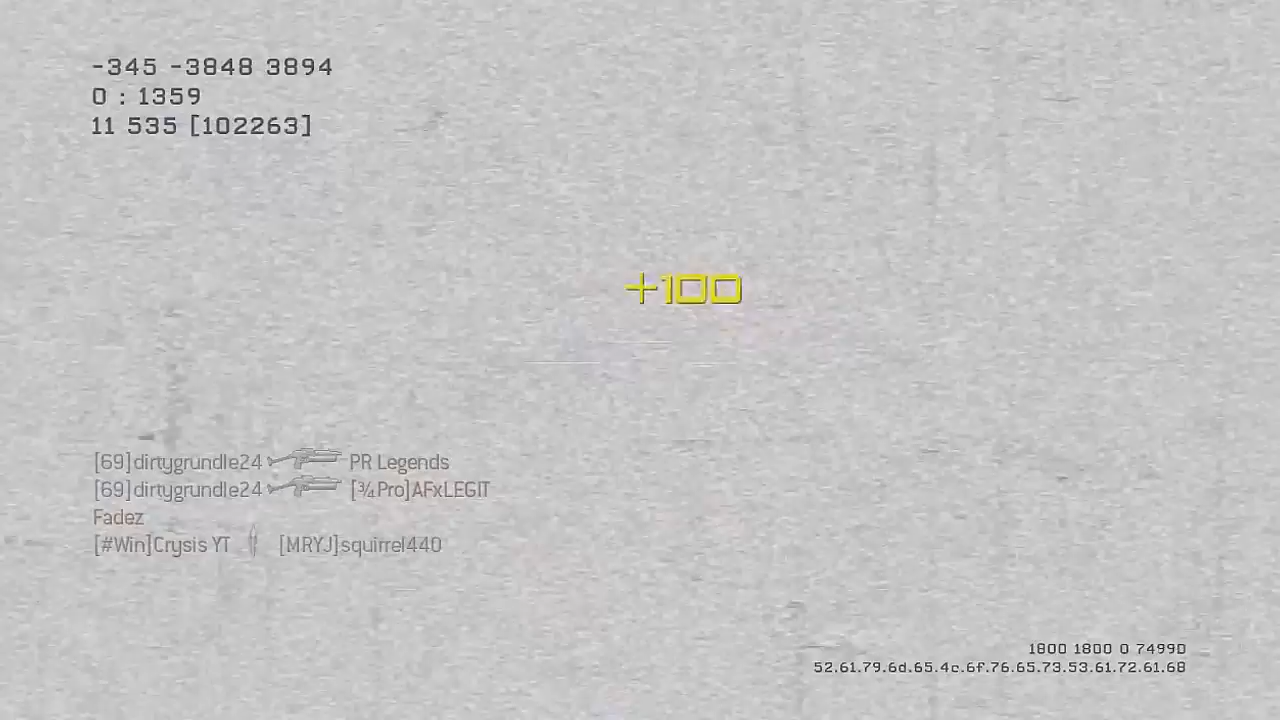 -345 -3848 3894
0 : 1359
11 535 [102263]
+100
[69]dirtygrundle24 PR Legends
[69]dirtygrundle24 [¾Pro]AFxLEGIT
Fadez
[#Win]Crysis YT [MRYJ]squirrel440
1800 1800 0 7499D
52.61.79.6d.65.4c.6f.76.65.73.53.61.72.61.68